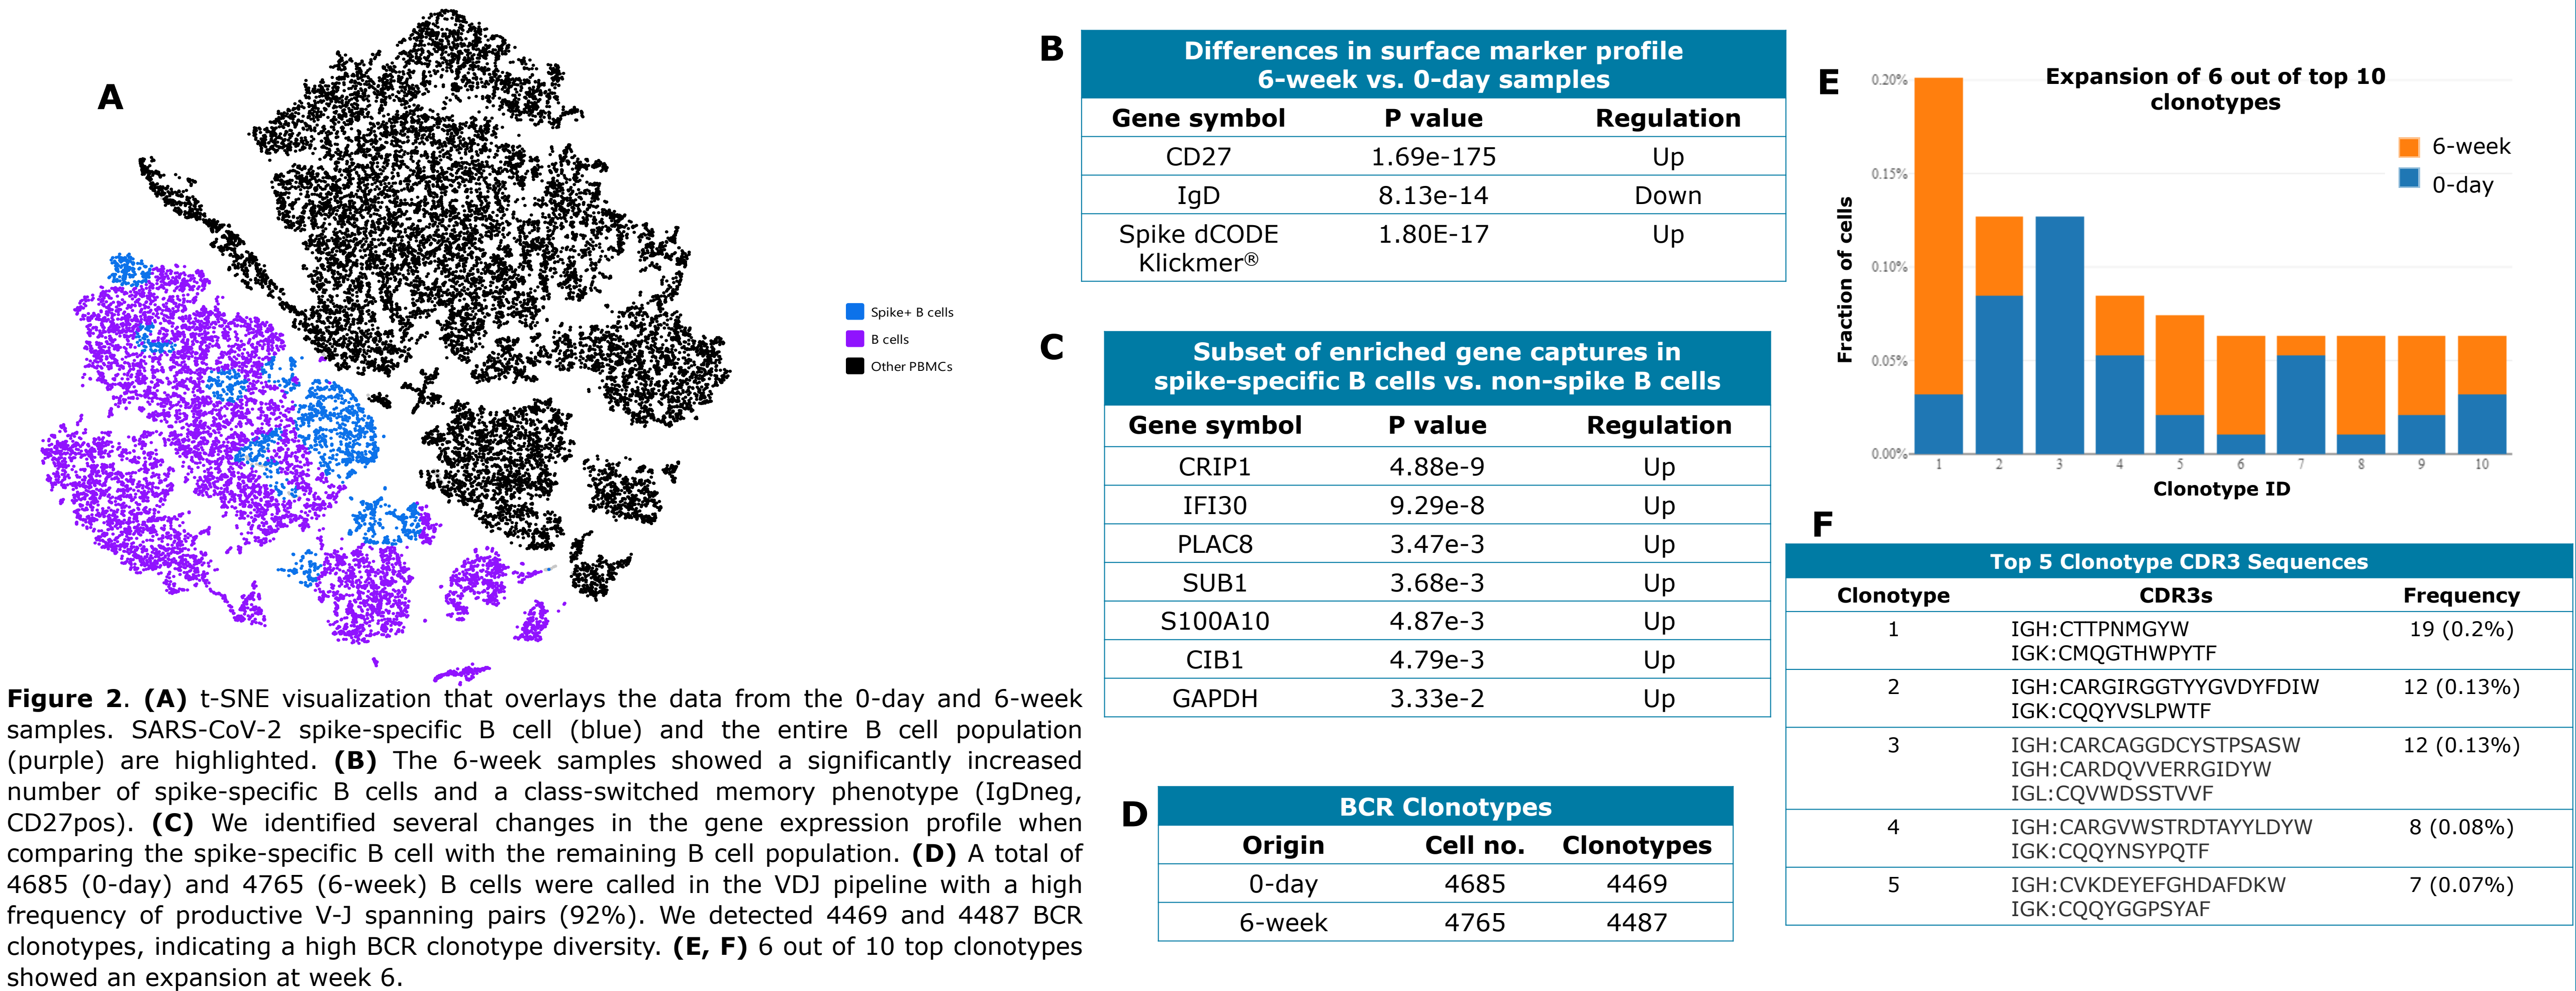 A
Spike+ B cells
B cells
Other PBMCs
Figure 2. (A) t-SNE visualization that overlays the data from the 0-day and 6-week
samples. SARS-CoV-2 spike-specific B cell (blue) and the entire B cell population
(purple) are highlighted. (B) The 6-week samples showed a significantly increased
number of spike-specific B cells and a class-switched memory phenotype (IgDneg,
CD27pos). (C) We identified several changes in the gene expression profile when
comparing the spike-specific B cell with the remaining B cell population. (D) A total of
4685 (0-day) and 4765 (6-week) B cells were called in the VDJ pipeline with a high
frequency of productive V-J spanning pairs (92%). We detected 4469 and 4487 BCR
clonotypes, indicating a high BCR clonotype diversity. (E, F) 6 out of 10 top clonotypes
showed an expansion at week 6.
B
Differences in surface marker profile
6-week vs. 0-day samples
Gene symbol P value Regulation
CD27 1.69e-175 Up
IgD 8.13e-14 Down
Spike dCODE 1.80E-17 Up
Klickmer®
C
Subset of enriched gene captures in
spike-specific B cells vs. non-spike B cells
Gene symbol P value Regulation
CRIP1 4.88e-9 Up
IFI30 9.29e-8 Up
PLAC8 3.47e-3 Up
SUB1 3.68e-3 Up
S100A10 4.87e-3 Up
CIB1 4.79e-3 Up
GAPDH 3.33e-2 Up
D
BCR Clonotypes
Origin Cell no. Clonotypes
0-day 4685 4469
6-week 4765 4487
E
Expansion of 6 out of top 10
clonotypes
6-week
0-day
Fraction of cells
0.20%
0.15%
0.10%
0.05%
0.00%
1 2 3 4 5 6 7 8 9 10
Clonotype ID
F
Top 5 Clonotype CDR3 Sequences
Clonotype CDR3s Frequency
1 IGH:CTTPNMGYW 19 (0.2%)
IGK:CMQGTHWPYTF
2 IGH:CARGIRGGTYYGVDYFDIW 12 (0.13%)
IGK:CQQYVSLPWTF
3 IGH:CARCAGGDCYSTPSASW 12 (0.13%)
IGH:CARDQVVERRGIDYW
IGL:CQVWDSSTVVF
4 IGH:CARGVWSTRDTAYYLDYW 8 (0.08%)
IGK:CQQYNSYPQTF
5 IGH:CVKDEYEFGHDAFDKW 7 (0.07%)
IGK:CQQYGGPSYAF